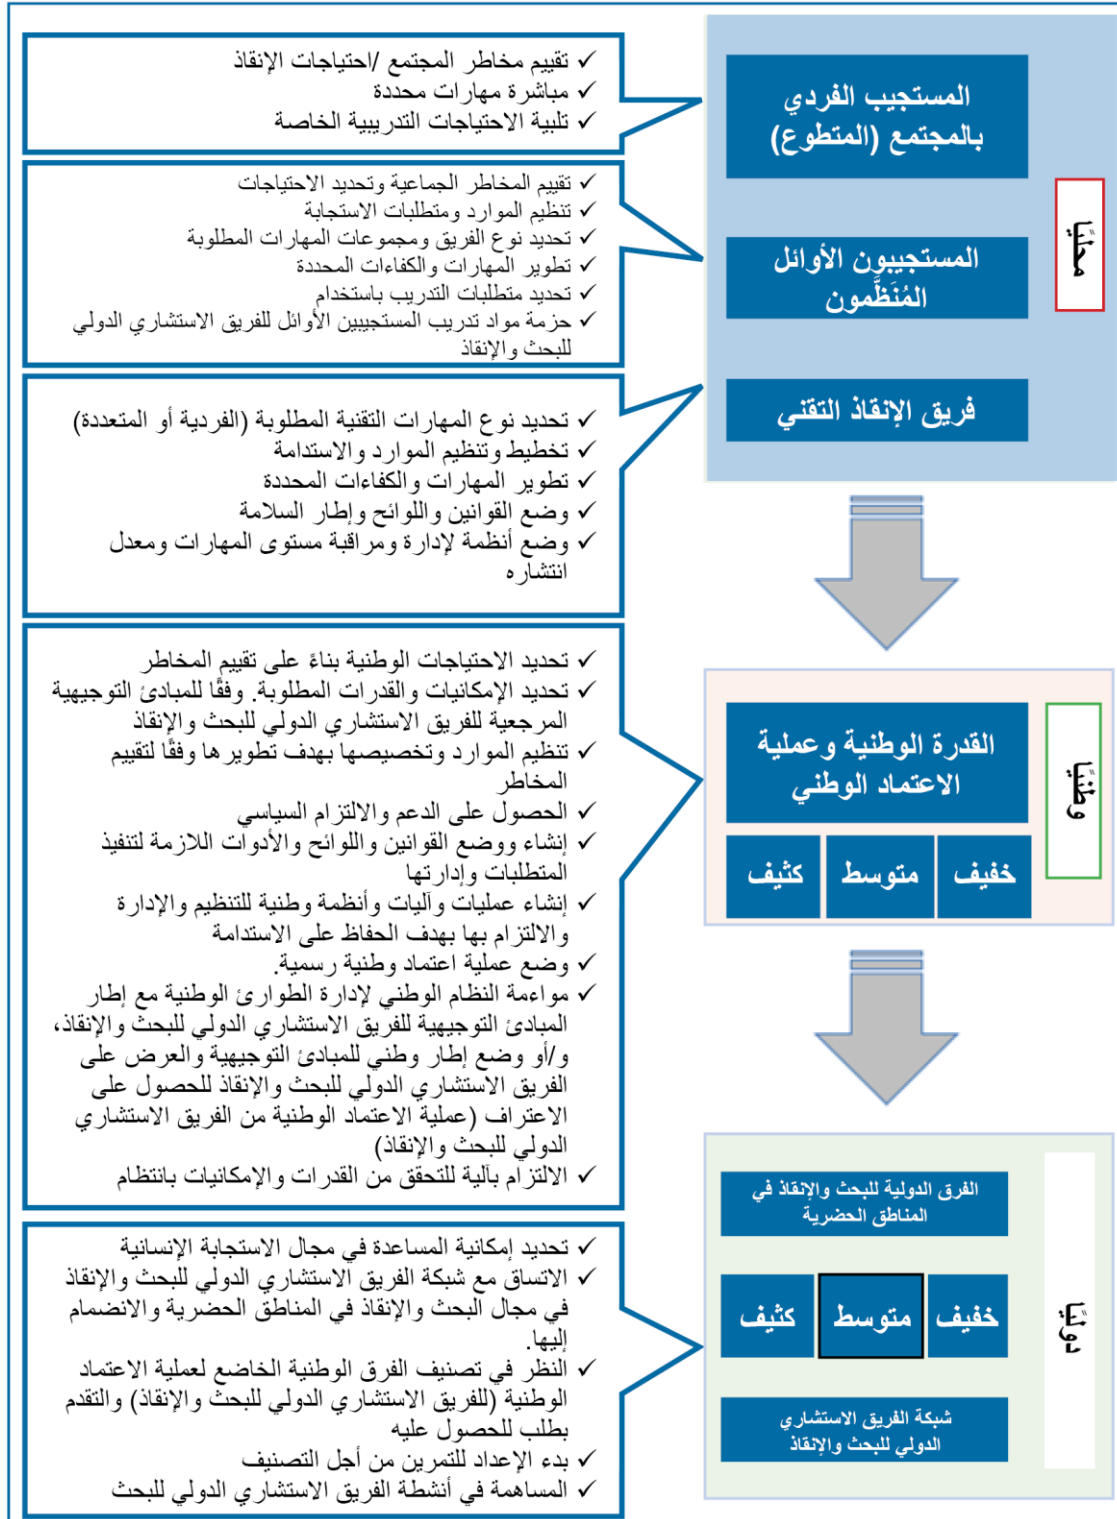 المستجيب الفردي
بالمجتمع (المتطوع)
✓ تقييم مخاطر المجتمع /احتياجات الإنقاذ
✓ مباشرة مهارات محددة
✓ تلبية الاحتياجات التدريبية الخاصة
محليًا
المستجيبون الأوائل
المُنَظَّمون
✓ تقييم المخاطر الجماعية وتحديد الاحتياجات
✓ تنظيم الموارد ومتطلبات الاستجابة
✓ تحديد نوع الفريق ومجموعات المهارات المطلوبة
✓ تطوير المهارات والكفاءات المحددة
✓ تحديد متطلبات التدريب باستخدام
✓ حزمة مواد تدريب المستجيبين الأوائل للفريق الاستشاري الدولي
للبحث والإنقاذ
فريق الإنقاذ التقني
✓ تحديد نوع المهارات التقنية المطلوبة (الفردية أو المتعددة)
✓ تخطيط وتنظيم الموارد والاستدامة
✓ تطوير المهارات والكفاءات المحددة
✓ وضع القوانين واللوائح وإطار السلامة
✓ وضع أنظمة لإدارة ومراقبة مستوى المهارات ومعدل
انتشاره
وطنيًا
القدرة الوطنية وعملية
الاعتماد الوطني
خفيف
متوسط
كثيف
✓ تحديد الاحتياجات الوطنية بناءً على تقييم المخاطر
✓ تحديد الإمكانيات والقدرات المطلوبة. وفقًا للمبادئ التوجيهية
المرجعية للفريق الاستشاري الدولي للبحث والإنقاذ
✓ تنظيم الموارد وتخصيصها بهدف تطويرها وفقًا لتقييم
المخاطر
✓ الحصول على الدعم والالتزام السياسي
✓ إنشاء ووضع القوانين واللوائح والأدوات اللازمة لتنفيذ
المتطلبات وإدارتها
✓ إنشاء عمليات وآليات وأنظمة وطنية للتنظيم والإدارة
والالتزام بها بهدف الحفاظ على الاستدامة
✓ وضع عملية اعتماد وطنية رسمية.
✓ مواءمة النظام الوطني لإدارة الطوارئ الوطنية مع إطار
المبادئ التوجيهية للفريق الاستشاري الدولي للبحث والإنقاذ،
و/أو وضع إطار وطني للمبادئ التوجيهية والعرض على
الفريق الاستشاري الدولي للبحث والإنقاذ للحصول على
الاعتراف (عملية الاعتماد الوطنية من الفريق الاستشاري
الدولي للبحث والإنقاذ)
✓ الالتزام بآلية للتحقق من القدرات والإمكانيات بانتظام
دوليًا
الفرق الدولية للبحث والإنقاذ في
المناطق الحضرية
خفيف
متوسط
كثيف
شبكة الفريق الاستشاري
الدولي للبحث والإنقاذ
✓ تحديد إمكانية المساعدة في مجال الاستجابة الإنسانية
✓ الاتساق مع شبكة الفريق الاستشاري الدولي للبحث والإنقاذ
في مجال البحث والإنقاذ في المناطق الحضرية والانضمام
إليها.
✓ النظر في تصنيف الفرق الوطنية الخاضع لعملية الاعتماد
الوطنية (للفريق الاستشاري الدولي للبحث والإنقاذ) والتقدم
بطلب للحصول عليه
✓ بدء الإعداد للتمرين من أجل التصنيف
✓ المساهمة في أنشطة الفريق الاستشاري الدولي للبحث